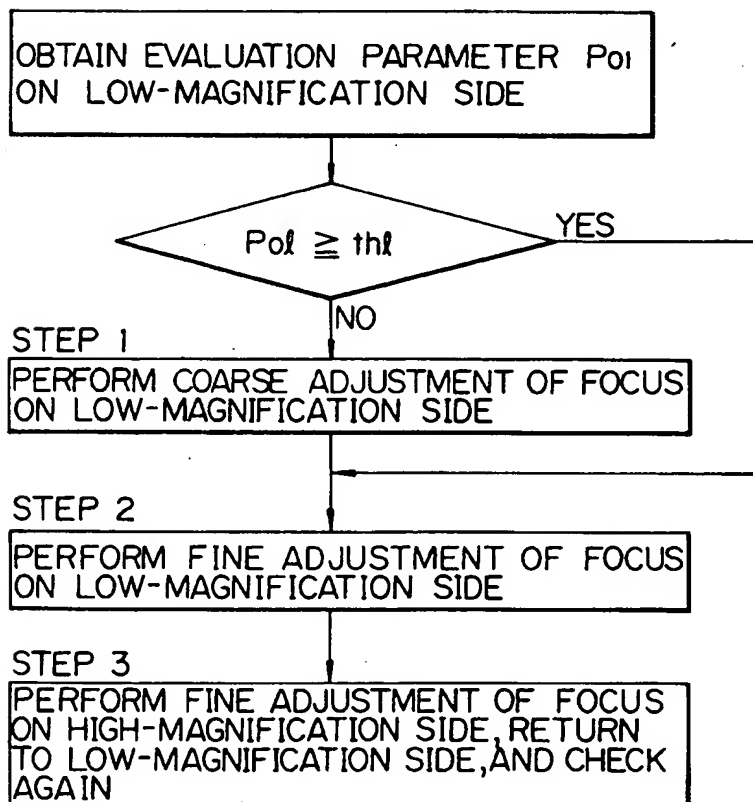 OBTAIN EVALUATION PARAMETER Pol
ON LOW-MAGNIFICATION SIDE
Pol ≧ thl
YES
NO
STEP 1
PERFORM COARSE ADJUSTMENT OF FOCUS
ON LOW-MAGNIFICATION SIDE
STEP 2
PERFORM FINE ADJUSTMENT OF FOCUS
ON LOW-MAGNIFICATION SIDE
STEP 3
PERFORM FINE ADJUSTMENT OF FOCUS
ON HIGH-MAGNIFICATION SIDE, RETURN
TO LOW-MAGNIFICATION SIDE, AND CHECK
AGAIN